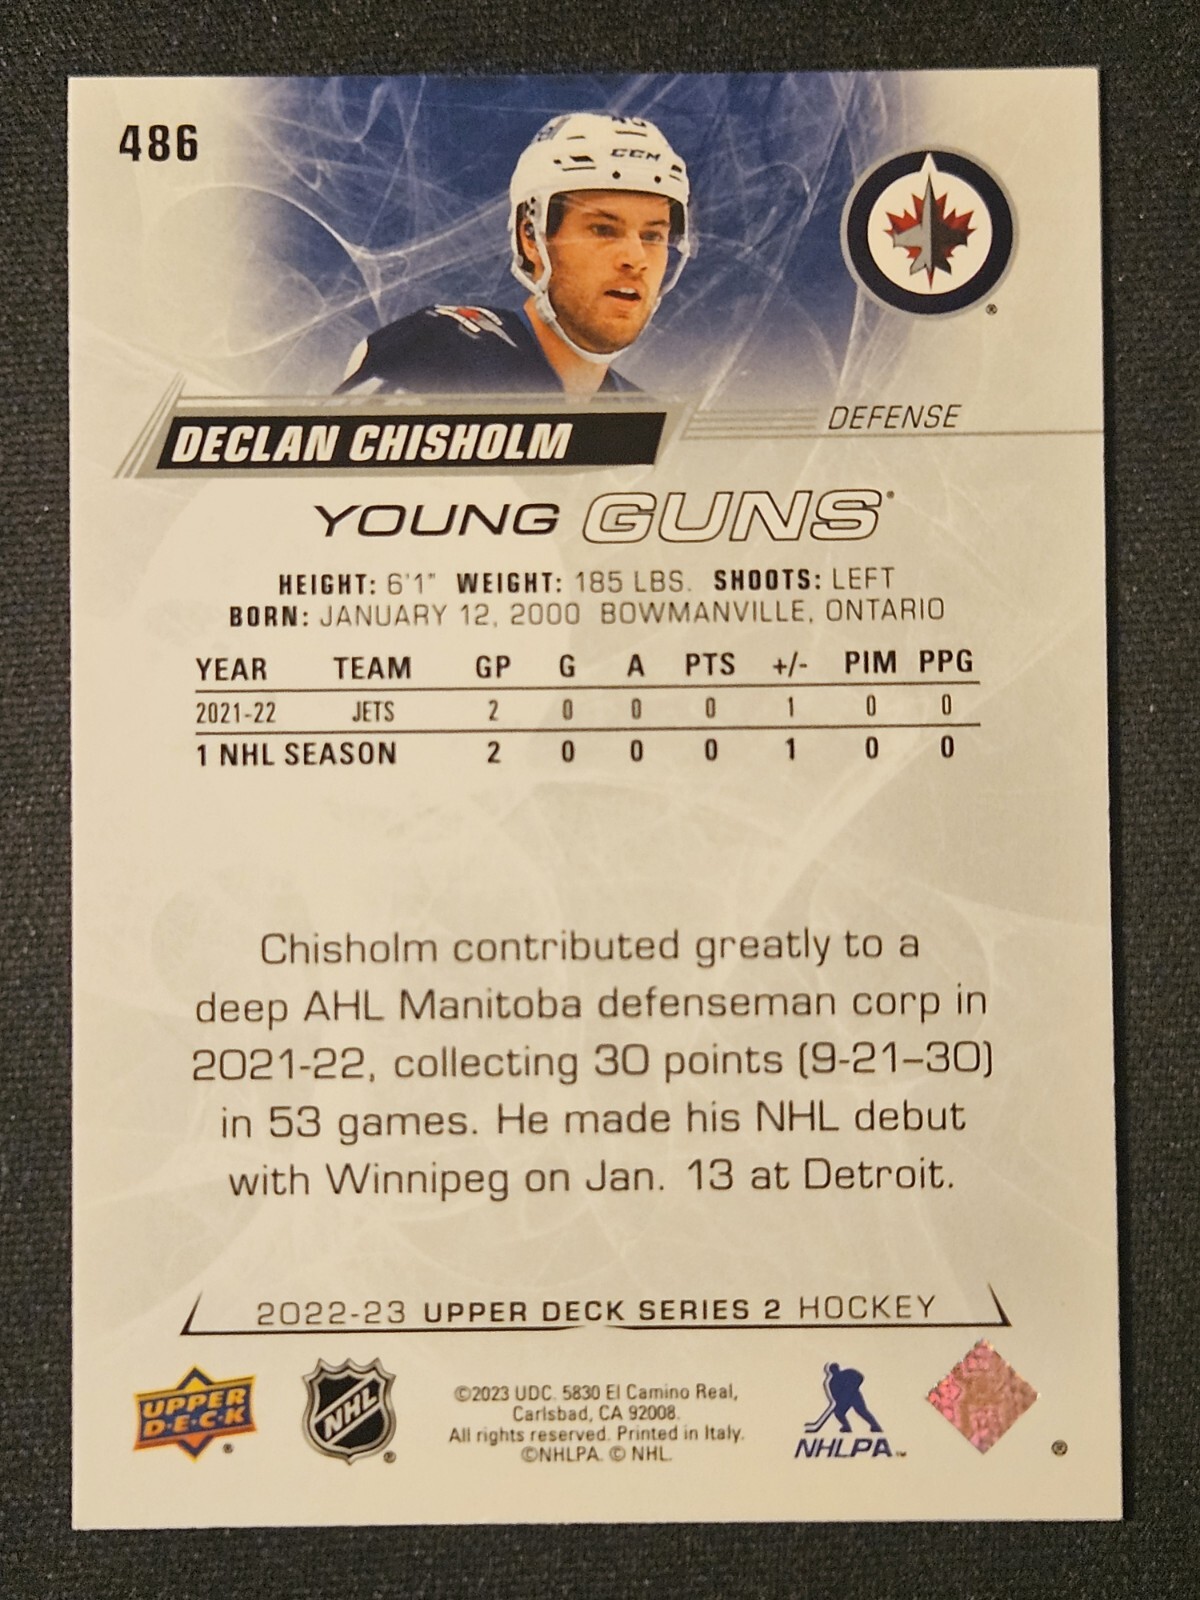 486
CCM
DECLAN CHISHOLM
DEFENSE
YOUNG GUNS
HEIGHT: 6'1" WEIGHT: 185 LBS. SHOOTS: LEFT
BORN: JANUARY 12, 2000 BOWMANVILLE, ONTARIO
YEAR TEAM GP G A PTS +/- PIM PPG
2021-22 JETS 2 0 0 0 1 0 0
1 NHL SEASON 2 0 0 0 1 0 0
Chisholm contributed greatly to a
deep AHL Manitoba defenseman corp in
2021-22, collecting 30 points (9-21–30)
in 53 games. He made his NHL debut
with Winnipeg on Jan. 13 at Detroit.
2022-23 UPPER DECK SERIES 2 HOCKEY
UPPER
D·E·C·K ®
NHL ®
©2023 UDC. 5830 El Camino Real,
Carlsbad, CA 92008.
All rights reserved. Printed in Italy.
©NHLPA. © NHL.
NHLPA™
®